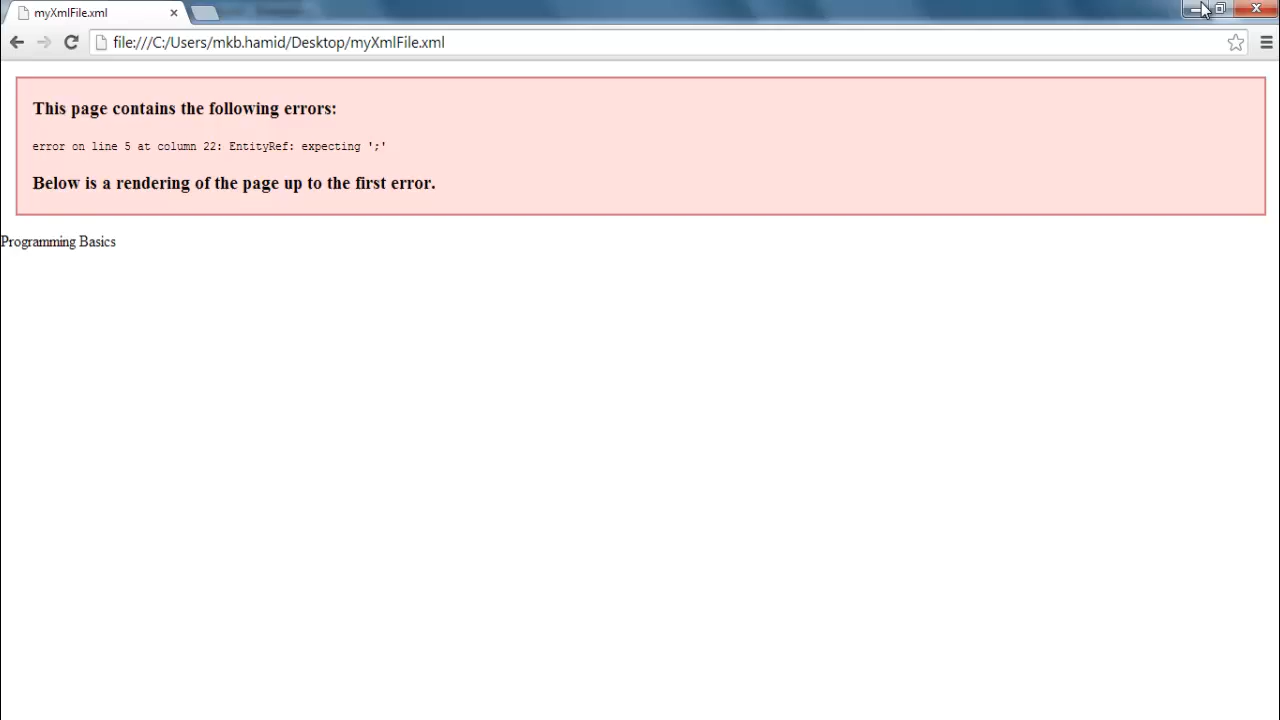 myXmlFile.xml
file:///C:/Users/mkb.hamid/Desktop/myXmlFile.xml
This page contains the following errors:
error on line 5 at column 22: EntityRef: expecting ';'
Below is a rendering of the page up to the first error.
Programming Basics